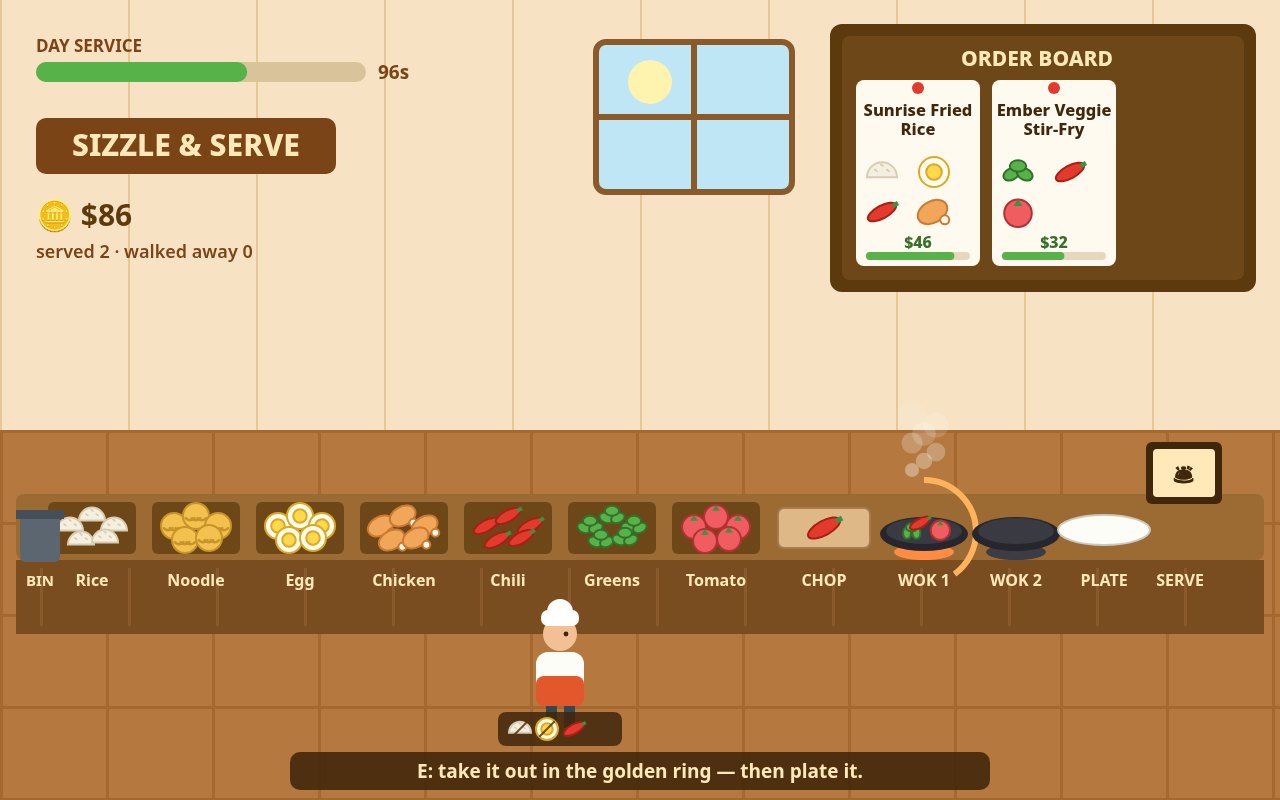 DAY SERVICE
96s
SIZZLE & SERVE
$86
served 2 · walked away 0
ORDER BOARD
Sunrise Fried
Rice
$46
Ember Veggie
Stir-Fry
$32
BIN
Rice
Noodle
Egg
Chicken
Chili
Greens
Tomato
CHOP
WOK 1
WOK 2
PLATE
SERVE
E: take it out in the golden ring — then plate it.